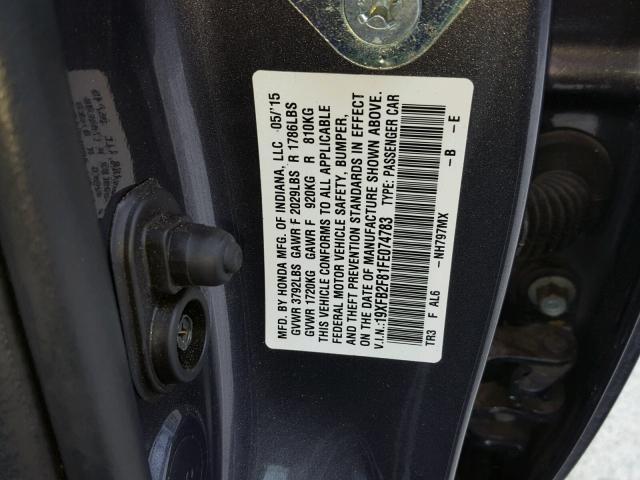 MFD. BY HONDA MFG. OF INDIANA, LLC 05/15
GVWR 3792LBS GAWR F 2029LBS R 1786LBS
GVWR 1720KG GAWR F 920KG R 810KG
THIS VEHICLE CONFORMS TO ALL APPLICABLE
FEDERAL MOTOR VEHICLE SAFETY, BUMPER,
AND THEFT PREVENTION STANDARDS IN EFFECT
ON THE DATE OF MANUFACTURE SHOWN ABOVE.
V.I.N.:19XFB2F81FE074783 TYPE: PASSENGER CAR
TR3 F AL6 -NH797MX -B -E